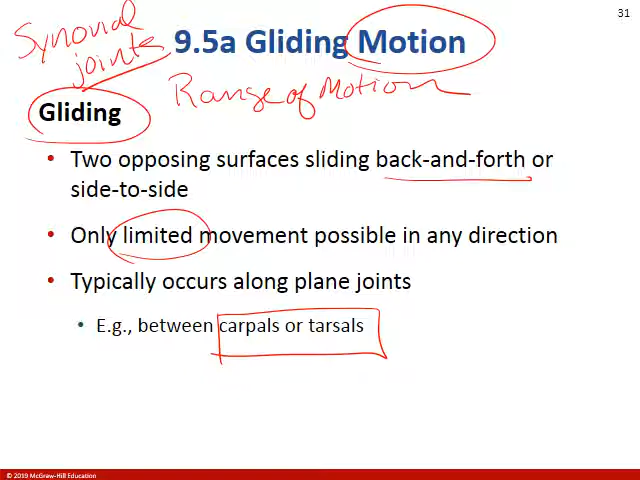 31
Synovial
joints
9.5a Gliding Motion
Range of Motion
Gliding
• Two opposing surfaces sliding back-and-forth or
side-to-side
• Only limited movement possible in any direction
• Typically occurs along plane joints
• E.g., between carpals or tarsals
© 2019 McGraw-Hill Education